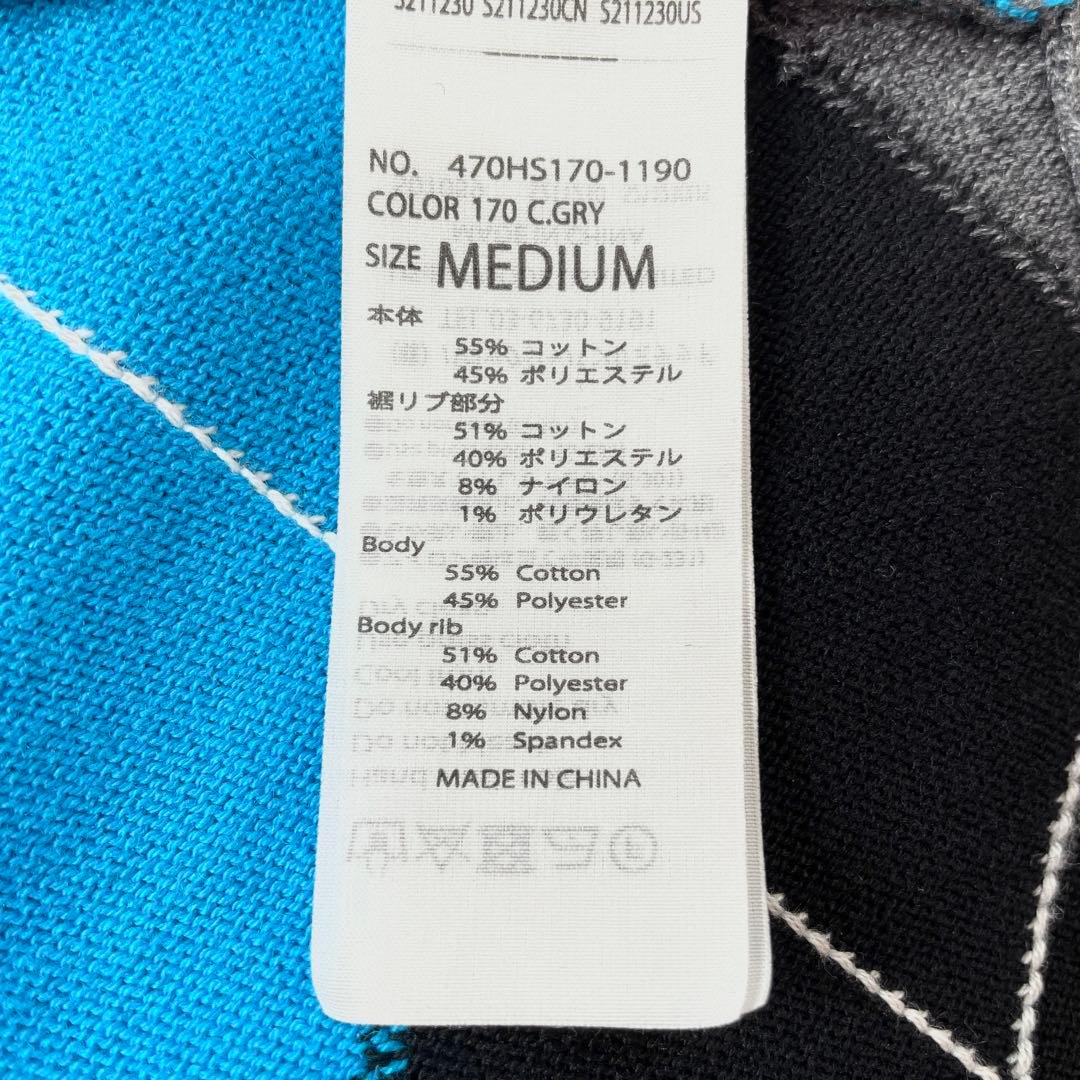 S211230 S211230CN S211230US
NO. 470HS170-1190
COLOR 170 C.GRY
SIZE MEDIUM
本体
55% コットン
45% ポリエステル
裾リブ部分
51% コットン
40% ポリエステル
8% ナイロン
1% ポリウレタン
Body
55% Cotton
45% Polyester
Body rib
51% Cotton
40% Polyester
8% Nylon
1% Spandex
MADE IN CHINA